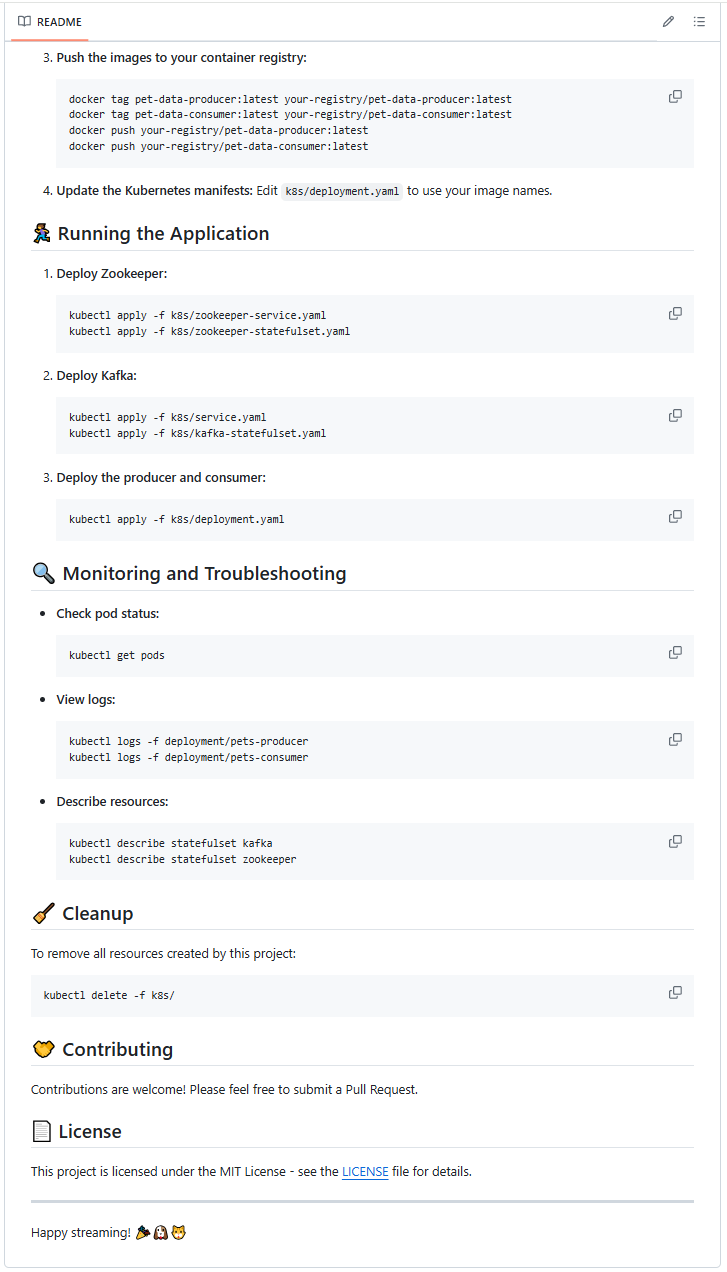 README
3. Push the images to your container registry:
docker tag pet-data-producer:latest your-registry/pet-data-producer:latest
docker tag pet-data-consumer:latest your-registry/pet-data-consumer:latest
docker push your-registry/pet-data-producer:latest
docker push your-registry/pet-data-consumer:latest
4. Update the Kubernetes manifests: Edit k8s/deployment.yaml to use your image names.
Running the Application
1. Deploy Zookeeper:
kubectl apply -f k8s/zookeeper-service.yaml
kubectl apply -f k8s/zookeeper-statefulset.yaml
2. Deploy Kafka:
kubectl apply -f k8s/service.yaml
kubectl apply -f k8s/kafka-statefulset.yaml
3. Deploy the producer and consumer:
kubectl apply -f k8s/deployment.yaml
Monitoring and Troubleshooting
• Check pod status:
kubectl get pods
• View logs:
kubectl logs -f deployment/pets-producer
kubectl logs -f deployment/pets-consumer
• Describe resources:
kubectl describe statefulset kafka
kubectl describe statefulset zookeeper
Cleanup
To remove all resources created by this project:
kubectl delete -f k8s/
Contributing
Contributions are welcome! Please feel free to submit a Pull Request.
License
This project is licensed under the MIT License - see the LICENSE file for details.
Happy streaming!